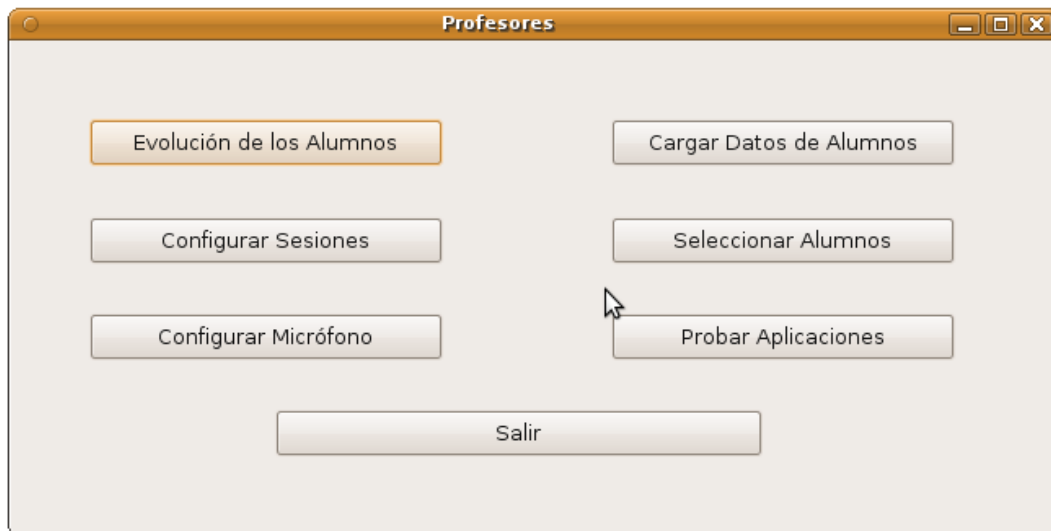 Profesores
Evolución de los Alumnos
Cargar Datos de Alumnos
Configurar Sesiones
Seleccionar Alumnos
Configurar Micrófono
Probar Aplicaciones
Salir